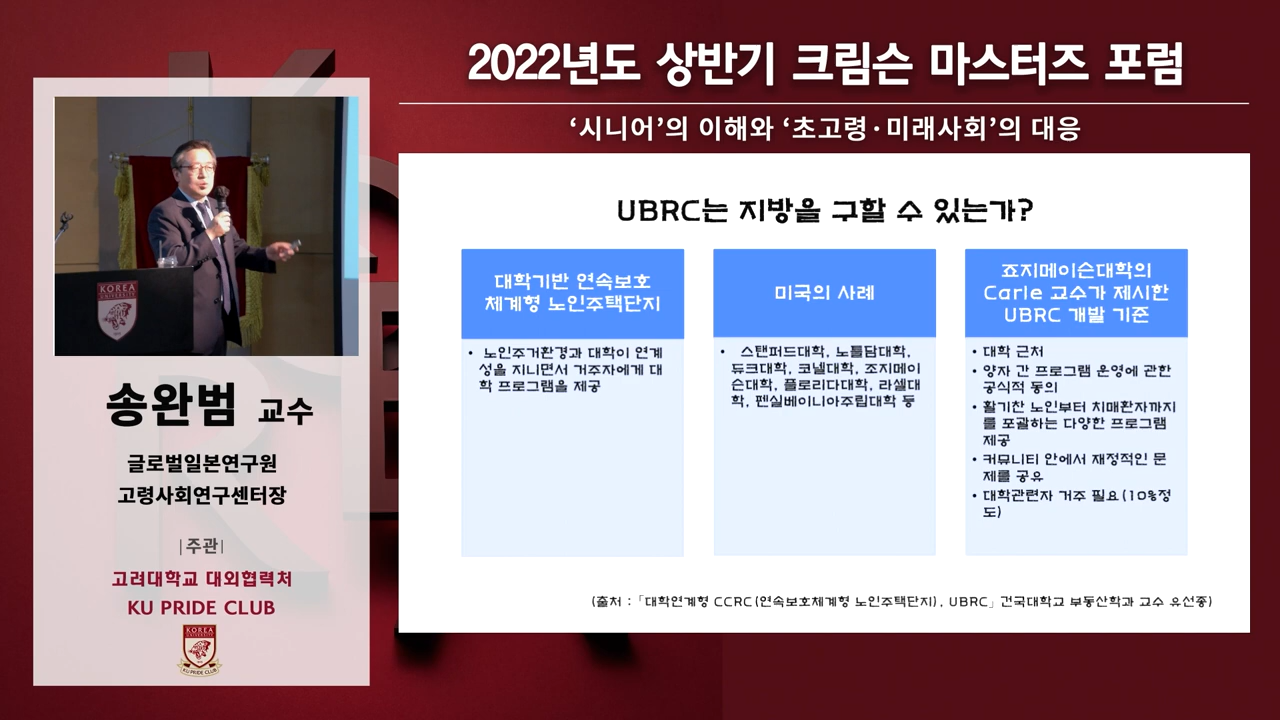 2022년도 상반기 크림슨 마스터즈 포럼
‘시니어’의 이해와 ‘초고령·미래사회’의 대응
KOREA
UNIVERSITY
송완범 교수
글로벌일본연구원
고령사회연구센터장
|주관|
고려대학교 대외협력처
KU PRIDE CLUB
KOREA
UNIVERSITY
KU PRIDE CLUB
UBRC는 지방을 구할 수 있는가?
대학기반 연속보호
체계형 노인주택단지
• 노인주거환경과 대학이 연계
성을 지니면서 거주자에게 대
학 프로그램을 제공
미국의 사례
• 스탠퍼드대학, 노틀담대학,
듀크대학, 코넬대학, 조지메이
슨대학, 플로리다대학, 라셀대
학, 펜실베이니아주립대학 등
죠지메이슨대학의
Carle 교수가 제시한
UBRC 개발 기준
• 대학 근처
• 양자 간 프로그램 운영에 관한
공식적 동의
• 활기찬 노인부터 치매환자까지
를 포괄하는 다양한 프로그램
제공
• 커뮤니티 안에서 재정적인 문
제를 공유
• 대학관련자 거주 필요(10%정
도)
(출처 : 「대학연계형 CCRC(연속보호체계형 노인주택단지), UBRC」 건국대학교 부동산학과 교수 유선종)